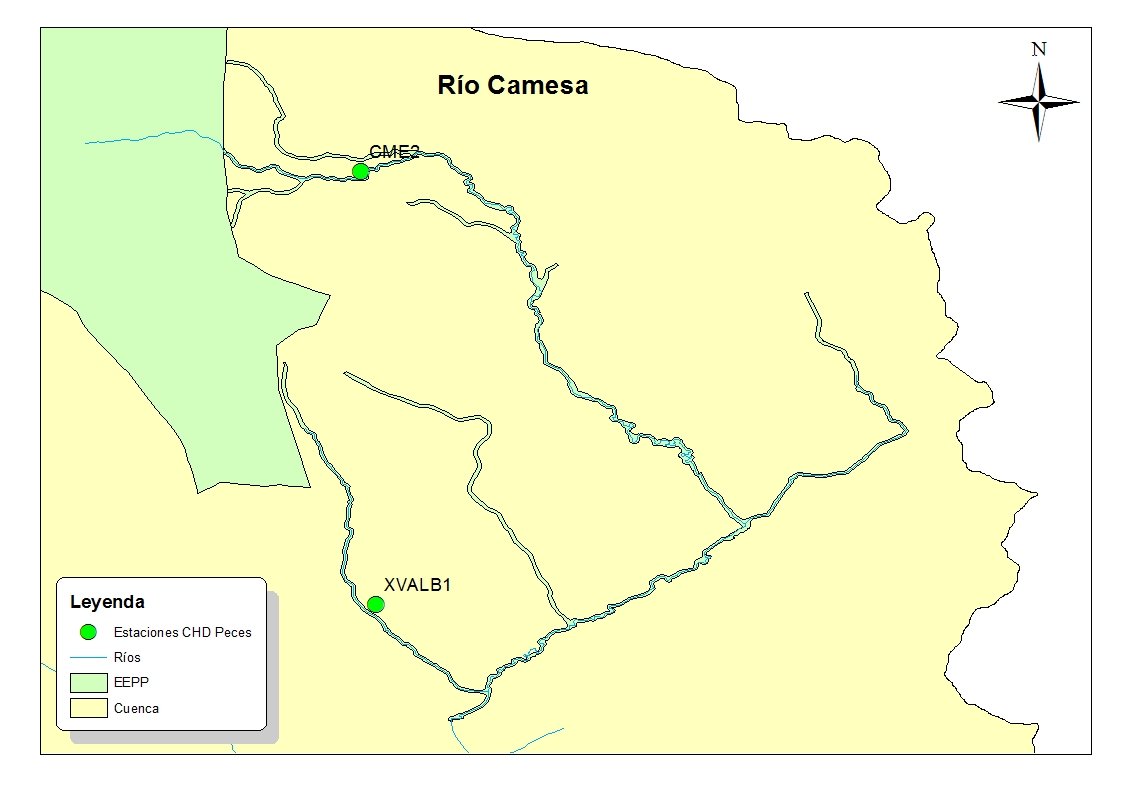 N
Río Camesa
CME2
XVALB1
Leyenda
Estaciones CHD Peces
Ríos
EEPP
Cuenca